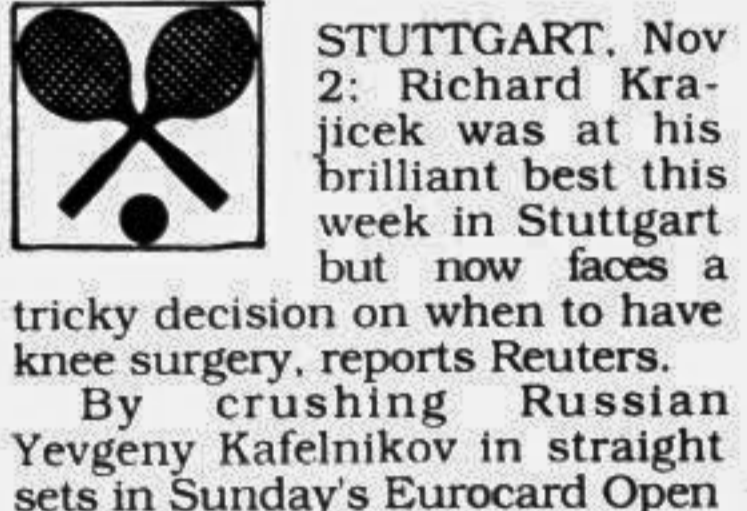 STUTTGART, Nov
2: Richard Kra-
jicek was at his
brilliant best this
week in Stuttgart
but now faces a
tricky decision on when to have
knee surgery, reports Reuters.
By crushing Russian
Yevgeny Kafelnikov in straight
sets in Sunday's Eurocard Open